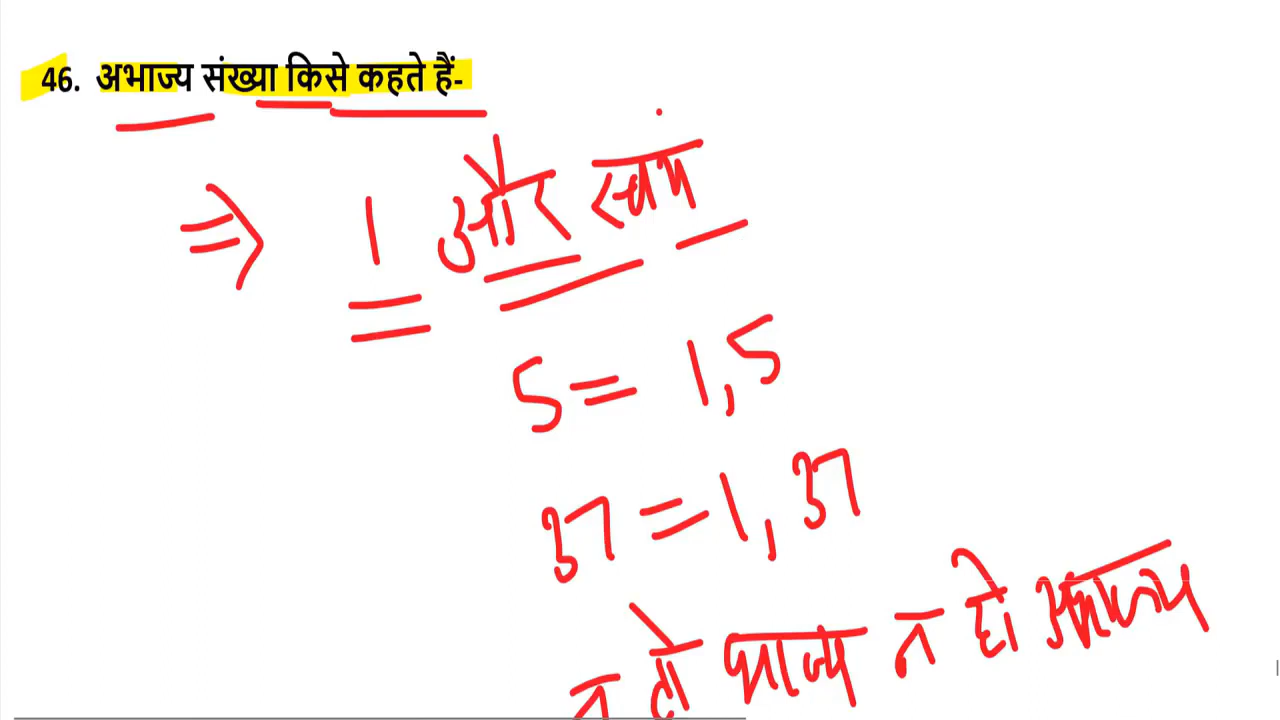 46. अभाज्य संख्या किसे कहते हैं-
⇒ 1 और स्वयं
5 = 1, 5
37 = 1, 37
न तो भाज्य न ही अभाज्य